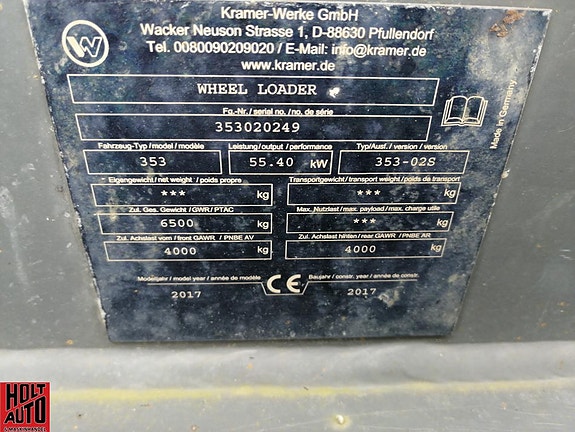 Kramer-Werke GmbH
Wacker Neuson Strasse 1, D-88630 Pfullendorf
Tel. 0080090209020 / E-Mail: info@kramer.de
www.kramer.de
WHEEL LOADER
Fg.-Nr./ serial no./ no. de série
353020249
Made in Germany
Fahrzeug-Typ / model / modèle Leistung/output / performance Typ/Ausf. / version / version
353 55.40 kW 353-02S
Eigengewicht / net weight / poids propre Transportgewicht / transport weight / poids de transport
*** kg *** kg
Zul. Ges. Gewicht / GWR / PTAC Max. Nutzlast / max. payload / max. charge utile
6500 kg *** kg
Zul. Achslast vorn / front GAWR / PNBE AV Zul. Achslast hinten / rear GAWR / PNBE AR
4000 kg 4000 kg
Modelljahr / model year / année de modèle Baujahr / constr. year / année de constr.
2017 CE 2017
HOLT
AUTO
& MASKINHANDEL